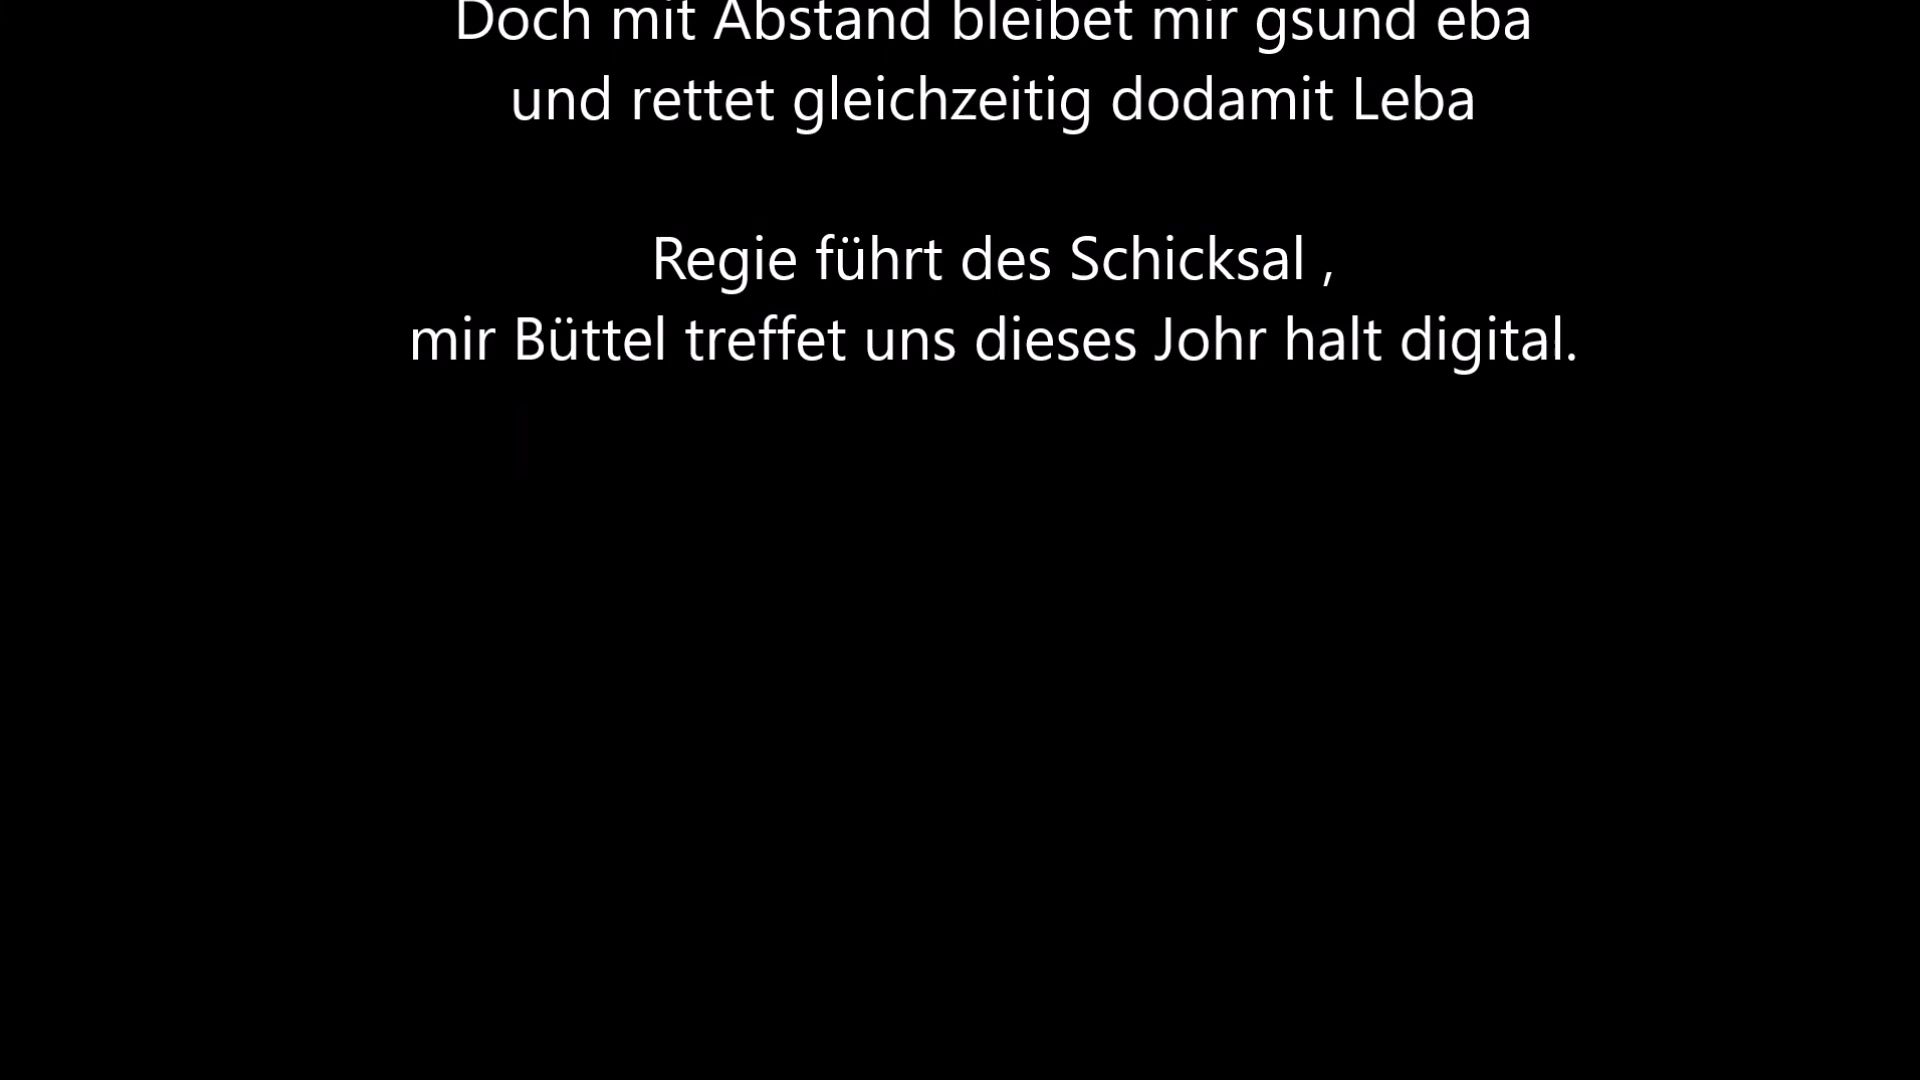 Doch mit Abstand bleibet mir gsund eba
und rettet gleichzeitig dodamit Leba
Regie führt des Schicksal ,
mir Büttel treffet uns dieses Johr halt digital.